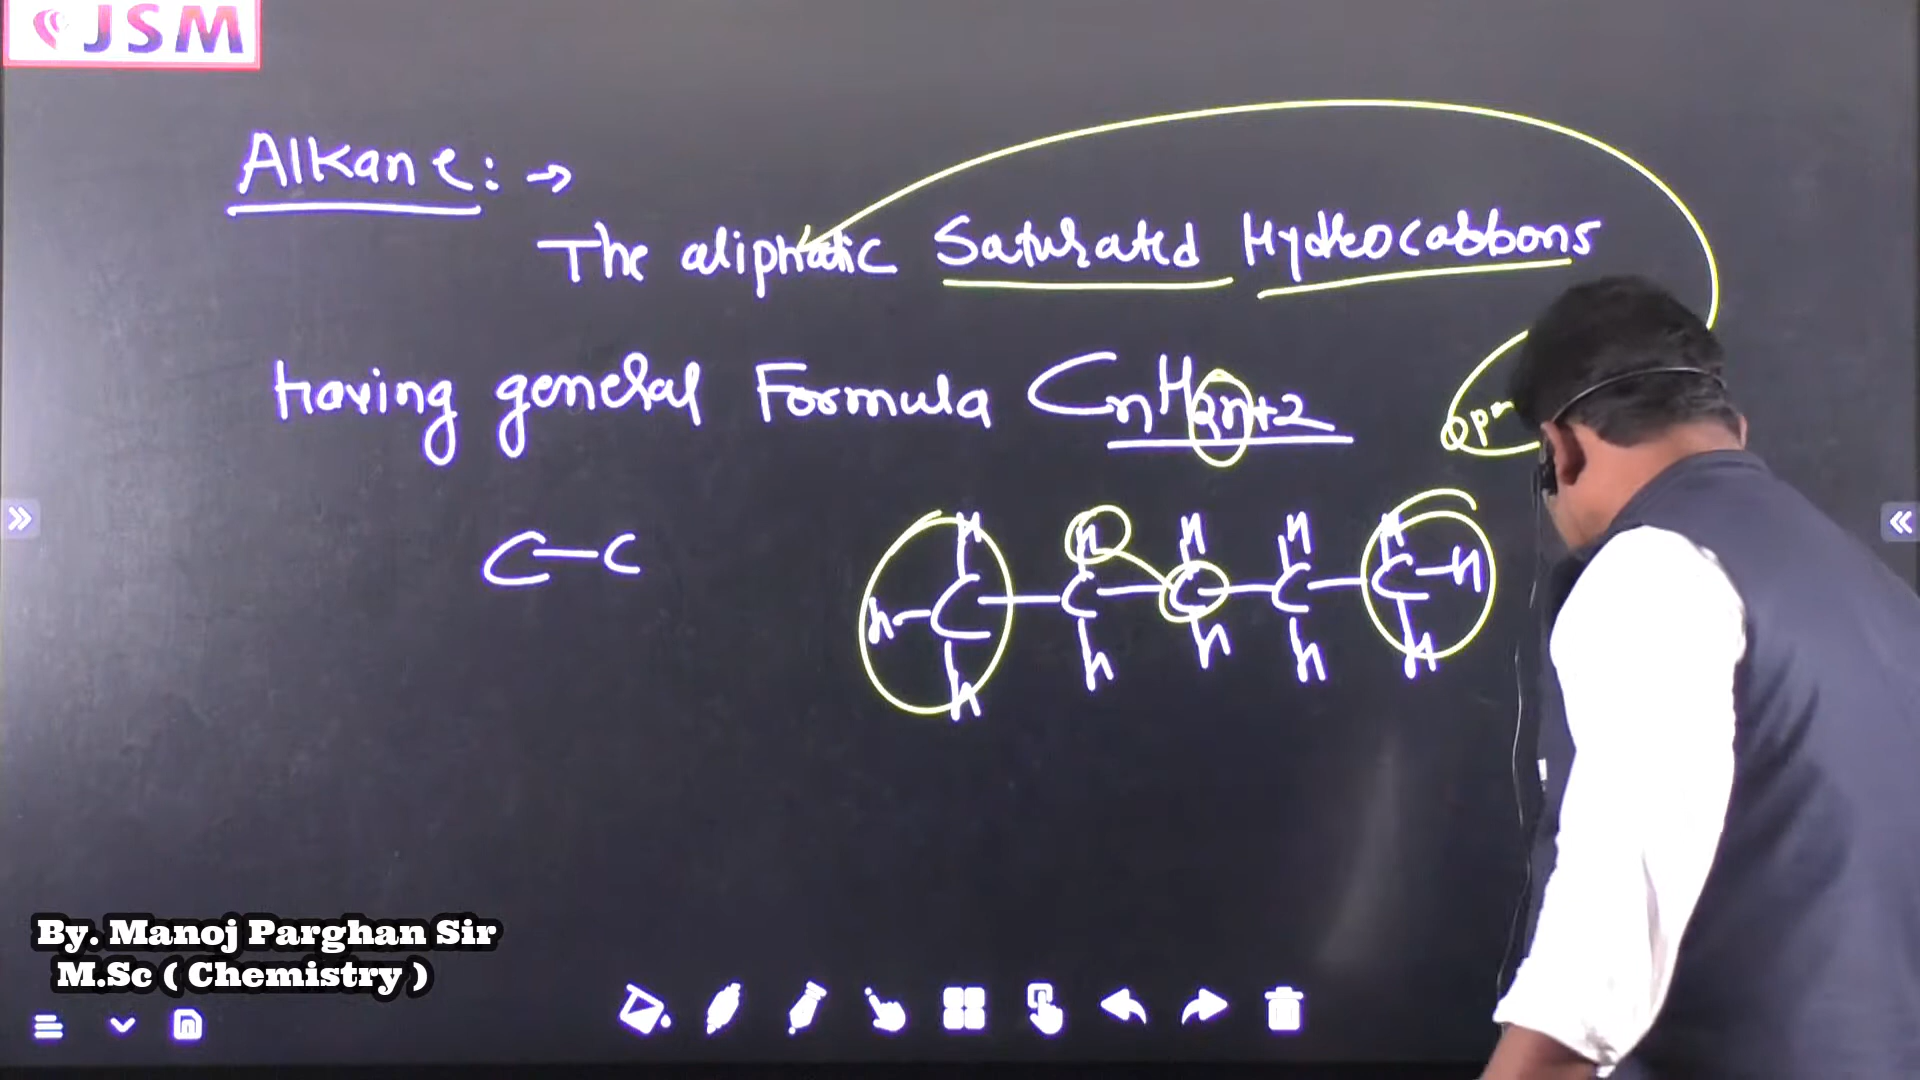 JSM
Alkane: →
The aliphatic Saturated Hydrocarbons
having general Formula CnH2n+2
C—C
H H H H H
H—C—C—C—C—C—H
H H H H H
By. Manoj Parghan Sir
M.Sc ( Chemistry )